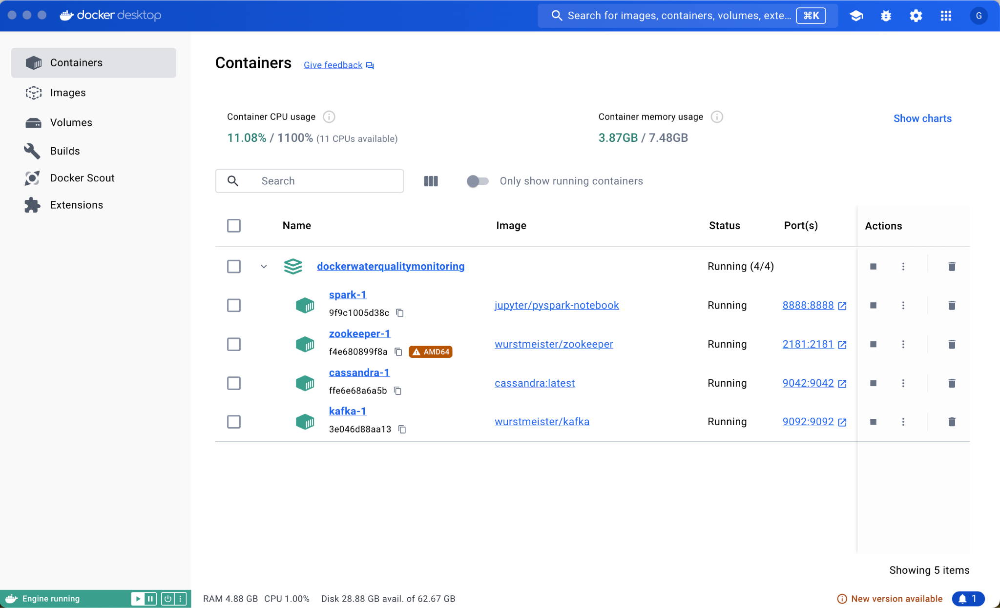 docker desktop
Search for images, containers, volumes, exte... ⌘K
G
Containers
Images
Volumes
Builds
Docker Scout
Extensions
Containers Give feedback
Container CPU usage
11.08% / 1100% (11 CPUs available)
Container memory usage
3.87GB / 7.48GB
Show charts
Search
Only show running containers
Name Image Status Port(s) Actions
dockerwaterqualitymonitoring Running (4/4)
spark-1
9f9c1005d38c
jupyter/pyspark-notebook Running 8888:8888
zookeeper-1
f4e680899f8a AMD64
wurstmeister/zookeeper Running 2181:2181
cassandra-1
ffe6e68a6a5b
cassandra:latest Running 9042:9042
kafka-1
3e046d88aa13
wurstmeister/kafka Running 9092:9092
Showing 5 items
Engine running
RAM 4.88 GB CPU 1.00% Disk 28.88 GB avail. of 62.67 GB
New version available
1